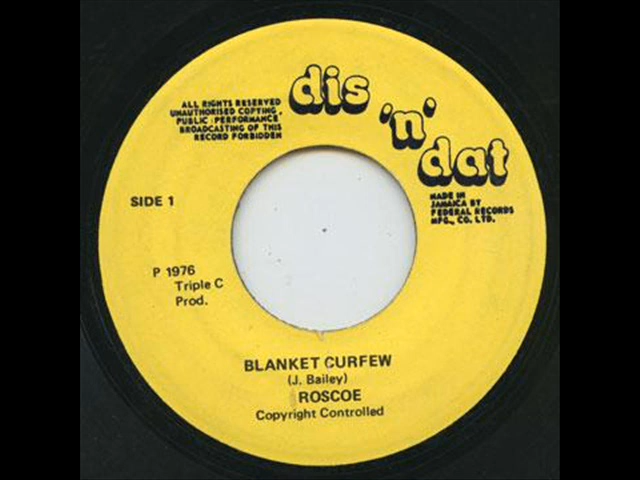 ALL RIGHTS RESERVED
UNAUTHORISED COPYING,
PUBLIC PERFORMANCE
BROADCASTING OF THIS
RECORD FORBIDDEN
dis
'n'
dat
MADE IN
JAMAICA BY
FEDERAL RECORDS
MFG., CO. LTD.
SIDE 1
P 1976
Triple C
Prod.
BLANKET CURFEW
(J. Bailey)
ROSCOE
Copyright Controlled